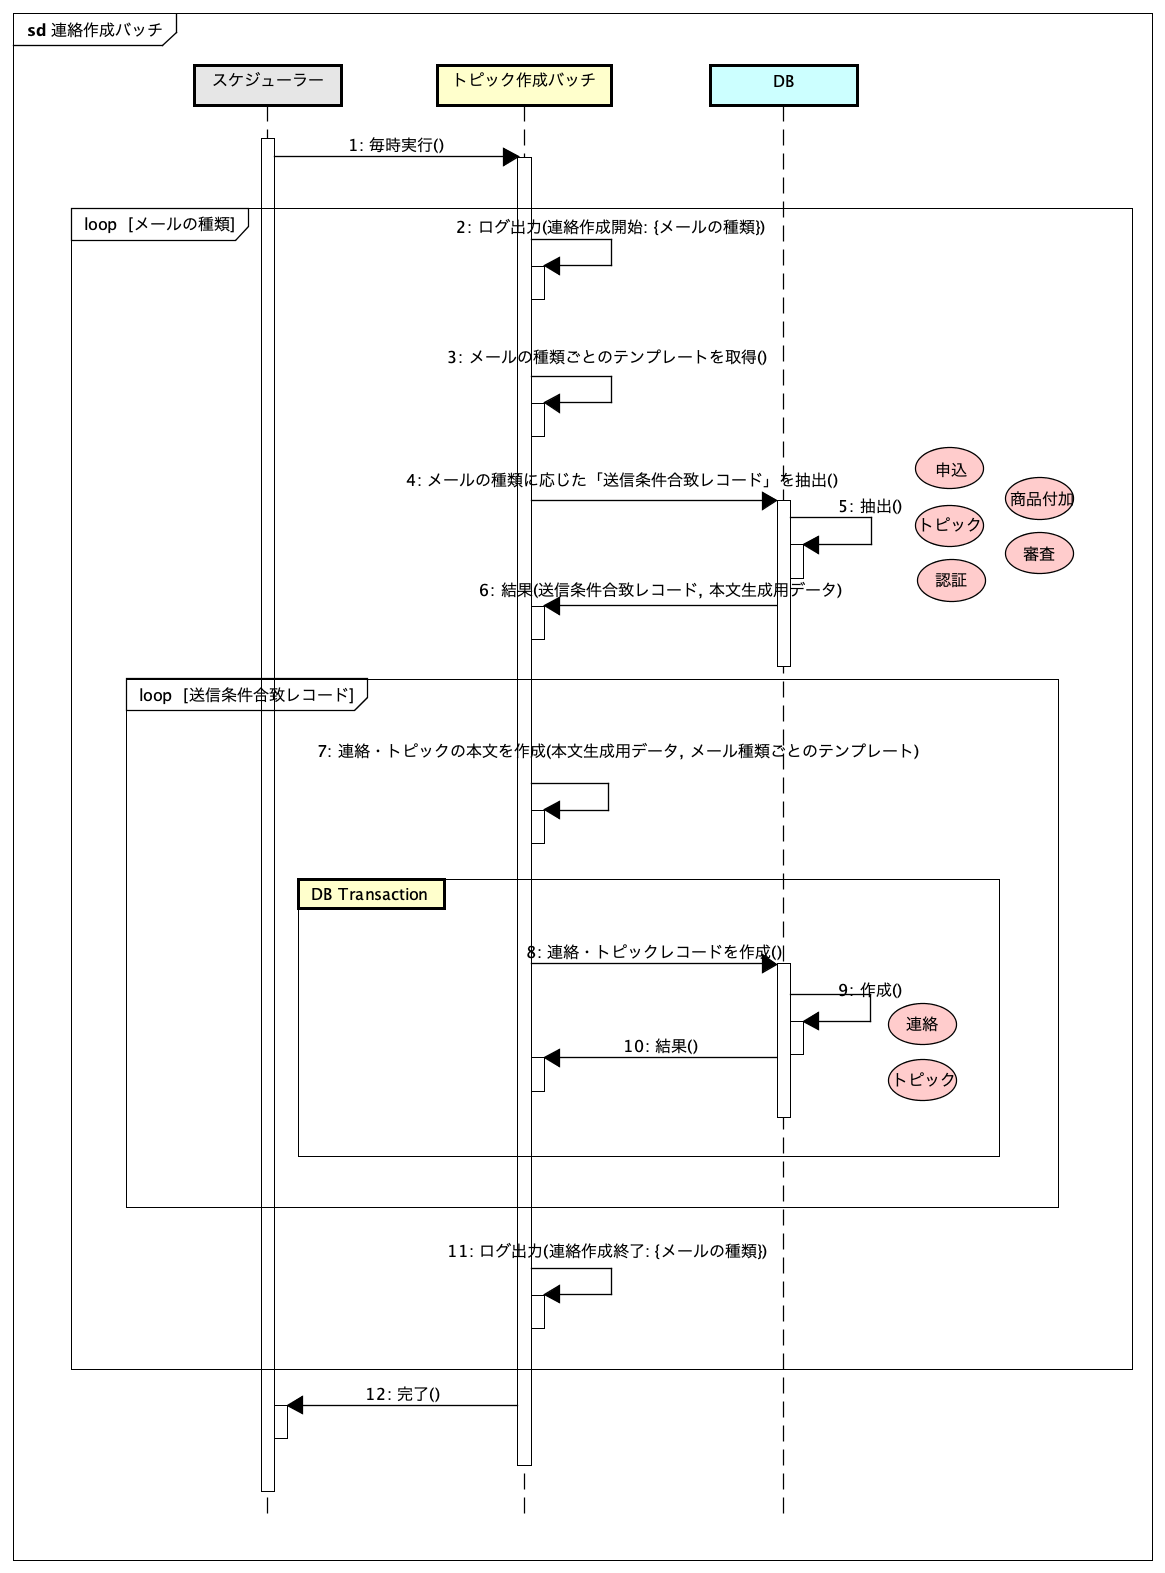 sd 連絡作成バッチ
スケジューラー
トピック作成バッチ
DB
1: 毎時実行()
loop [メールの種類]
2: ログ出力(連絡作成開始: {メールの種類})
3: メールの種類ごとのテンプレートを取得()
4: メールの種類に応じた「送信条件合致レコード」を抽出()
申込
商品付加
5: 抽出()
トピック
審査
認証
6: 結果(送信条件合致レコード, 本文生成用データ)
loop [送信条件合致レコード]
7: 連絡・トピックの本文を作成(本文生成用データ, メール種類ごとのテンプレート)
DB Transaction
8: 連絡・トピックレコードを作成()
9: 作成()
連絡
10: 結果()
トピック
11: ログ出力(連絡作成終了: {メールの種類})
12: 完了()